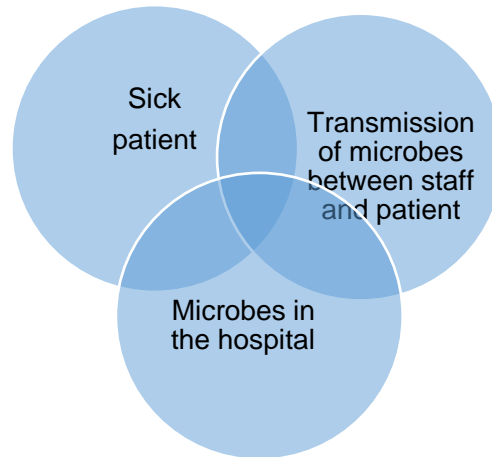 Sick
patient
Transmission
of microbes
between staff
and patient
Microbes in
the hospital